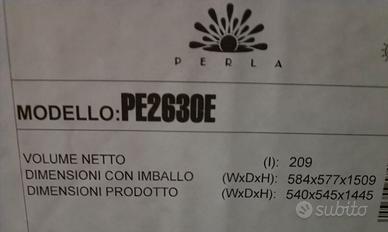 PERLA
MODELLO: PE2630E
VOLUME NETTO (l): 209
DIMENSIONI CON IMBALLO (WxDxH): 584x577x1509
DIMENSIONI PRODOTTO (WxDxH): 540x545x1445
subito